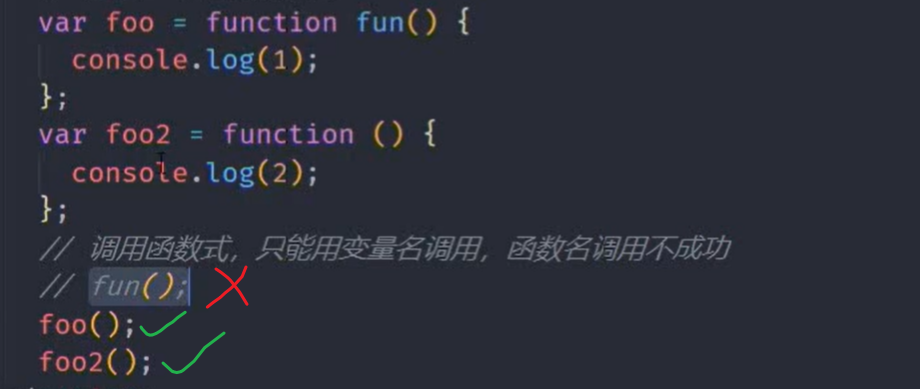 var foo = function fun() {
  console.log(1);
};
var foo2 = function () {
  console.log(2);
};
// 调用函数式，只能用变量名调用，函数名调用不成功
// fun();
foo();
foo2();